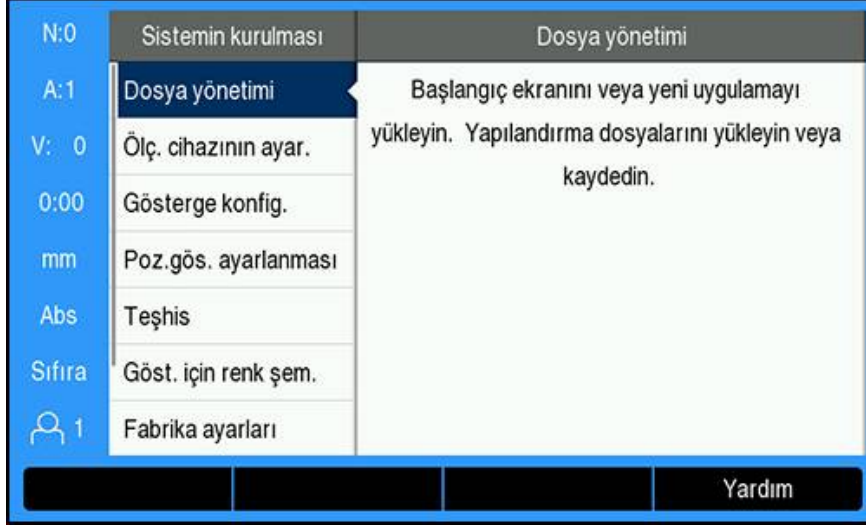 N:0
A:1
V: 0
0:00
mm
Abs
Sıfıra
1
Sistemin kurulması
Dosya yönetimi
Ölç. cihazının ayar.
Gösterge konfig.
Poz.gös. ayarlanması
Teşhis
Göst. için renk şem.
Fabrika ayarları
Dosya yönetimi
Başlangıç ekranını veya yeni uygulamayı
yükleyin. Yapılandırma dosyalarını yükleyin veya
kaydedin.
Yardım